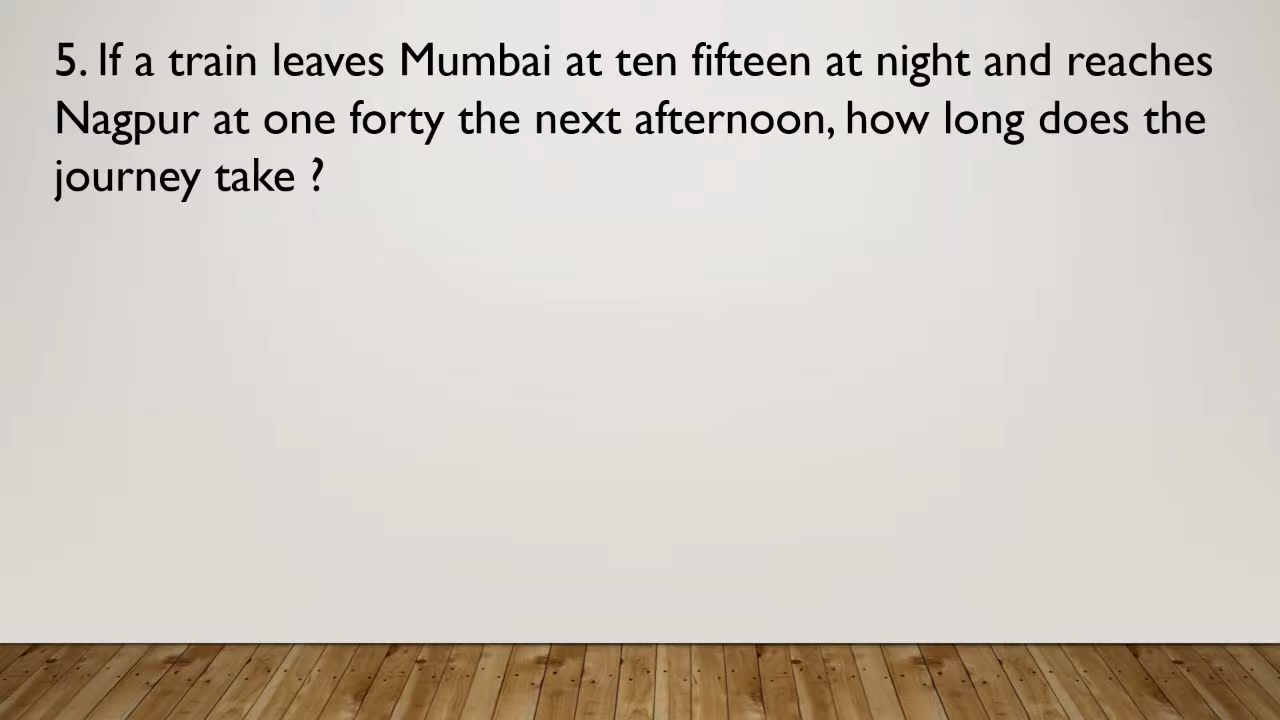 5. If a train leaves Mumbai at ten fifteen at night and reaches
Nagpur at one forty the next afternoon, how long does the
journey take ?